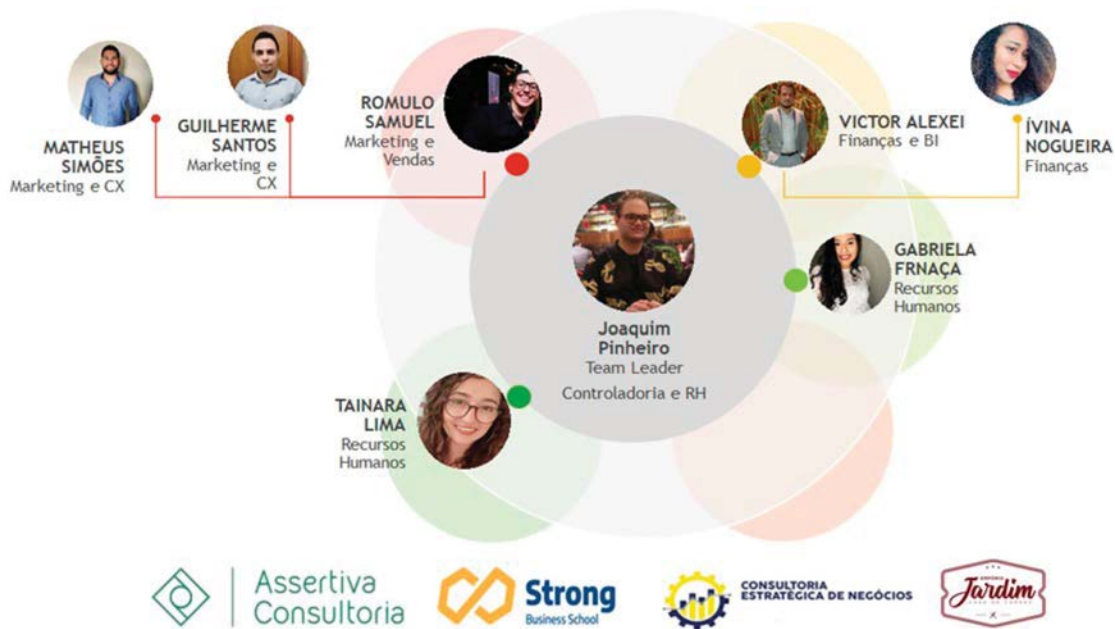 MATHEUS
SIMÕES
Marketing e CX
GUILHERME
SANTOS
Marketing e
CX
ROMULO
SAMUEL
Marketing e
Vendas
VICTOR ALEXEI
Finanças e BI
ÍVINA
NOGUEIRA
Finanças
GABRIELA
FRNAÇA
Recursos
Humanos
Joaquim
Pinheiro
Team Leader
Controladoria e RH
TAINARA
LIMA
Recursos
Humanos
Assertiva
Consultoria
Strong
Business School
CONSULTORIA
ESTRATÉGICA DE NEGÓCIOS
Jardim